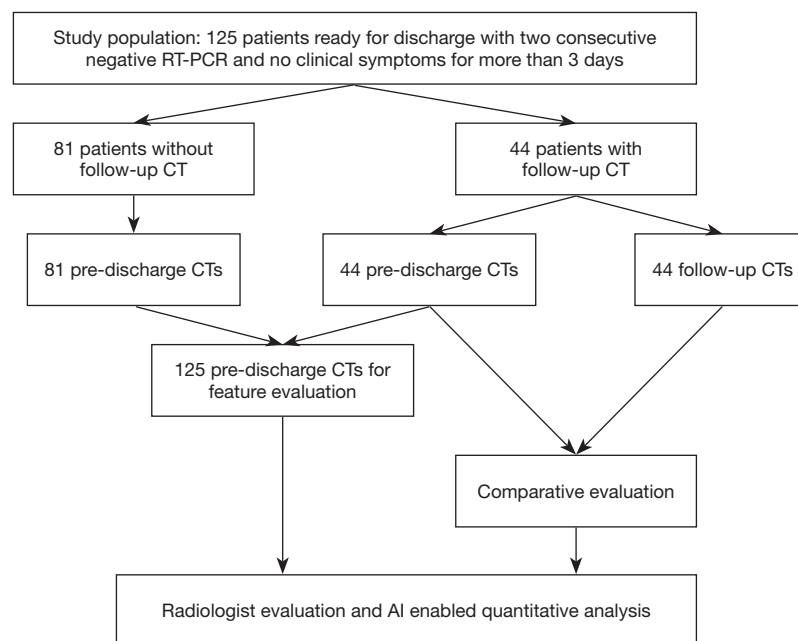 Study population: 125 patients ready for discharge with two consecutive
negative RT-PCR and no clinical symptoms for more than 3 days
81 patients without
follow-up CT
44 patients with
follow-up CT
81 pre-discharge CTs
44 pre-discharge CTs
44 follow-up CTs
125 pre-discharge CTs for
feature evaluation
Comparative evaluation
Radiologist evaluation and AI enabled quantitative analysis